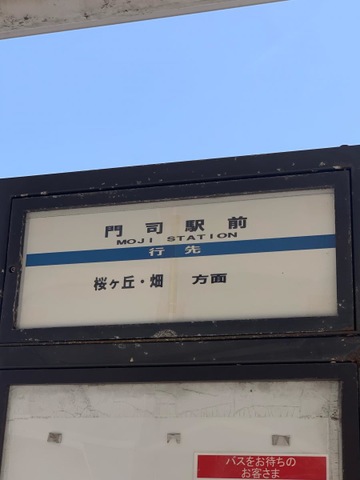 門司駅前
MOJI STATION
行先
桜ヶ丘・畑 方面
バスをお待ちの
お客さま